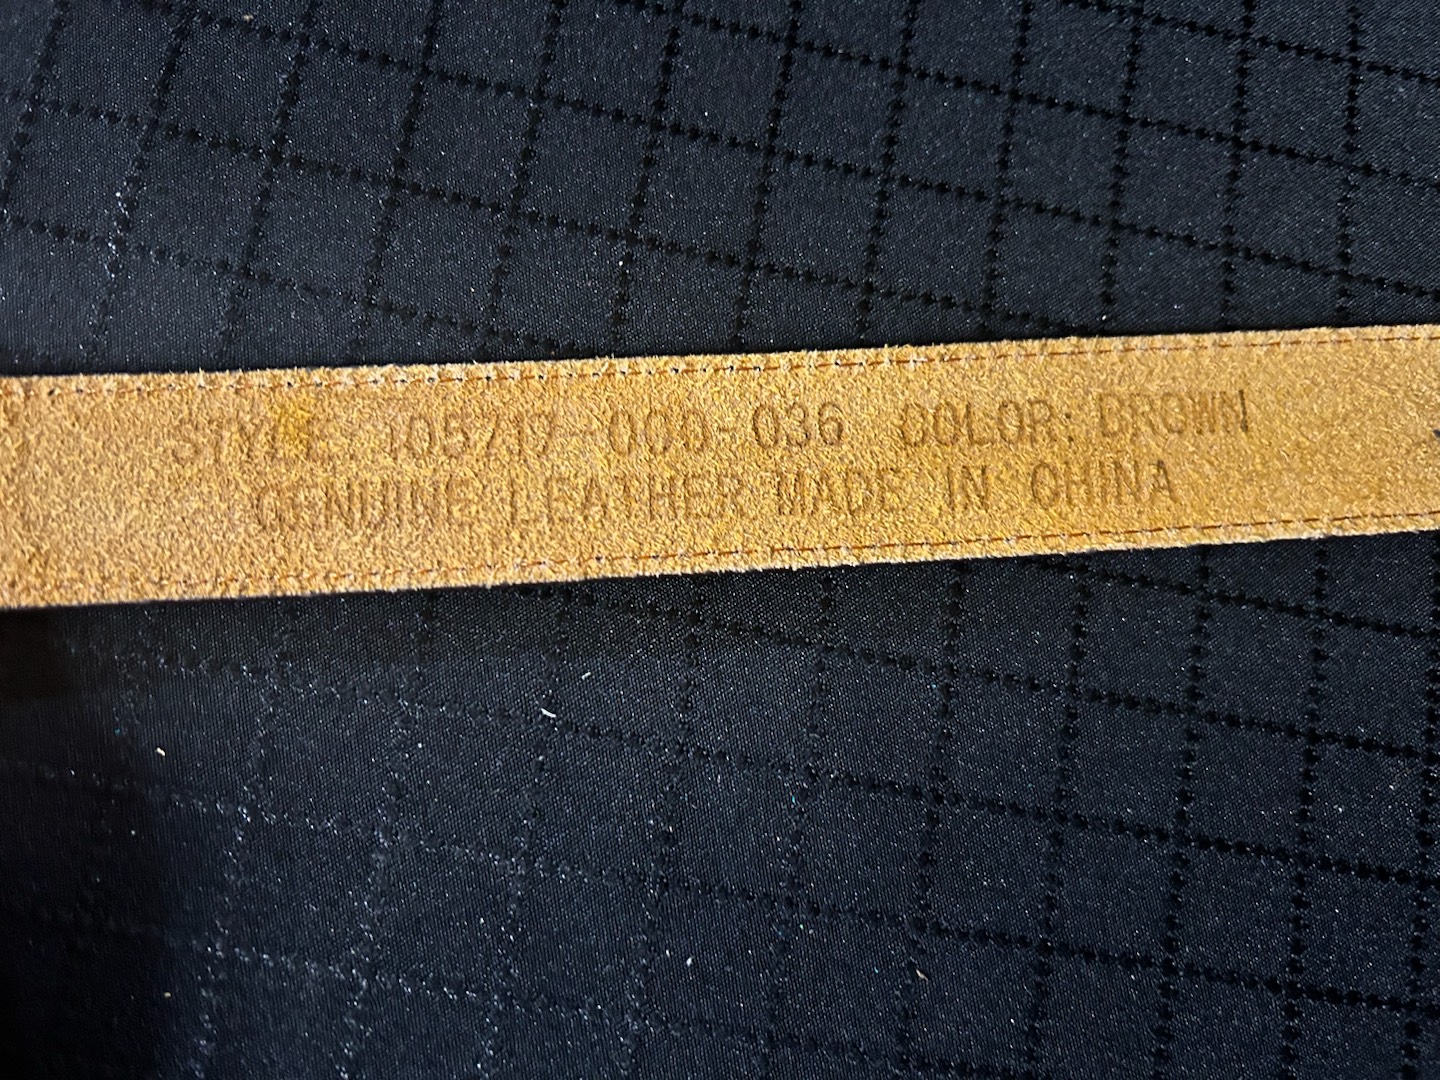 STYLE: 105717-000-036 COLOR: BROWN
GENUINE LEATHER MADE IN CHINA